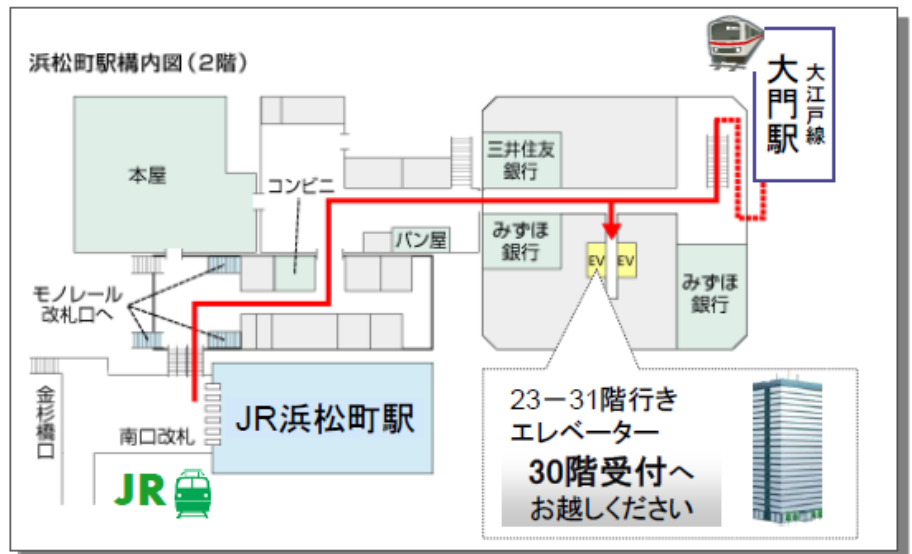 浜松町駅構内図(2階)
大江戸線
大門駅
本屋
コンビニ
三井住友
銀行
みずほ
銀行
パン屋
EV
EV
みずほ
銀行
モノレール
改札口へ
金杉橋口
南口改札
JR浜松町駅
JR
23-31階行き
エレベーター
30階受付へ
お越しください